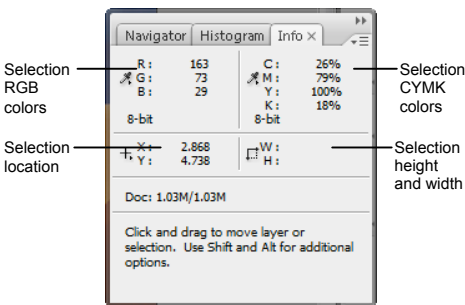 Navigator Histogram Info ×
Selection
RGB
colors
R: 163
G: 73
B: 29
8-bit
C: 26%
M: 79%
Y: 100%
K: 18%
8-bit
Selection
CYMK
colors
Selection
location
X: 2.868
Y: 4.738
W:
H:
Selection
height
and width
Doc: 1.03M/1.03M
Click and drag to move layer or
selection. Use Shift and Alt for additional
options.